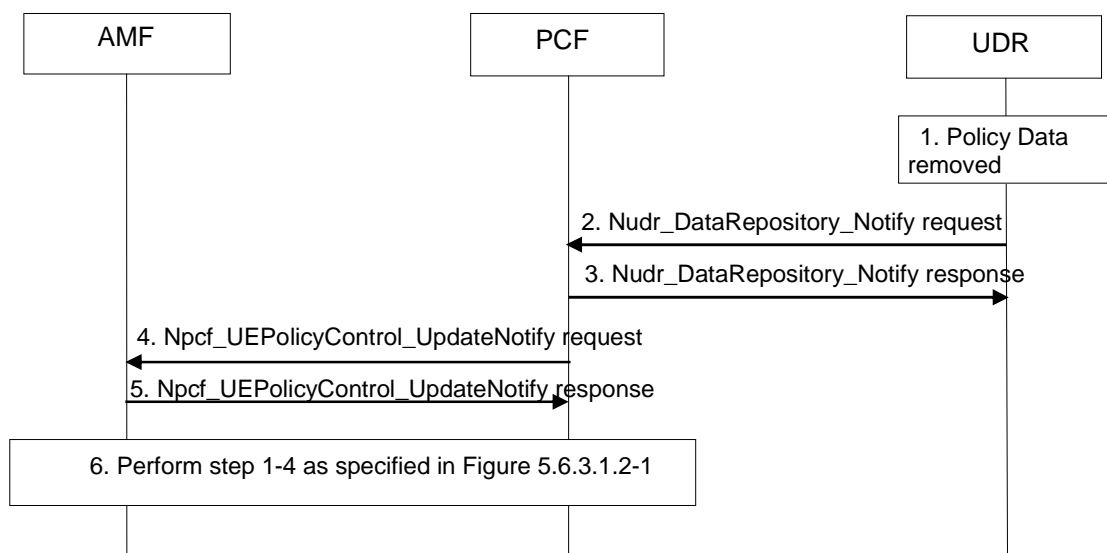 AMF
PCF
UDR
1. Policy Data
removed
2. Nudr_DataRepository_Notify request
3. Nudr_DataRepository_Notify response
4. Npcf_UEPolicyControl_UpdateNotify request
5. Npcf_UEPolicyControl_UpdateNotify response
6. Perform step 1-4 as specified in Figure 5.6.3.1.2-1